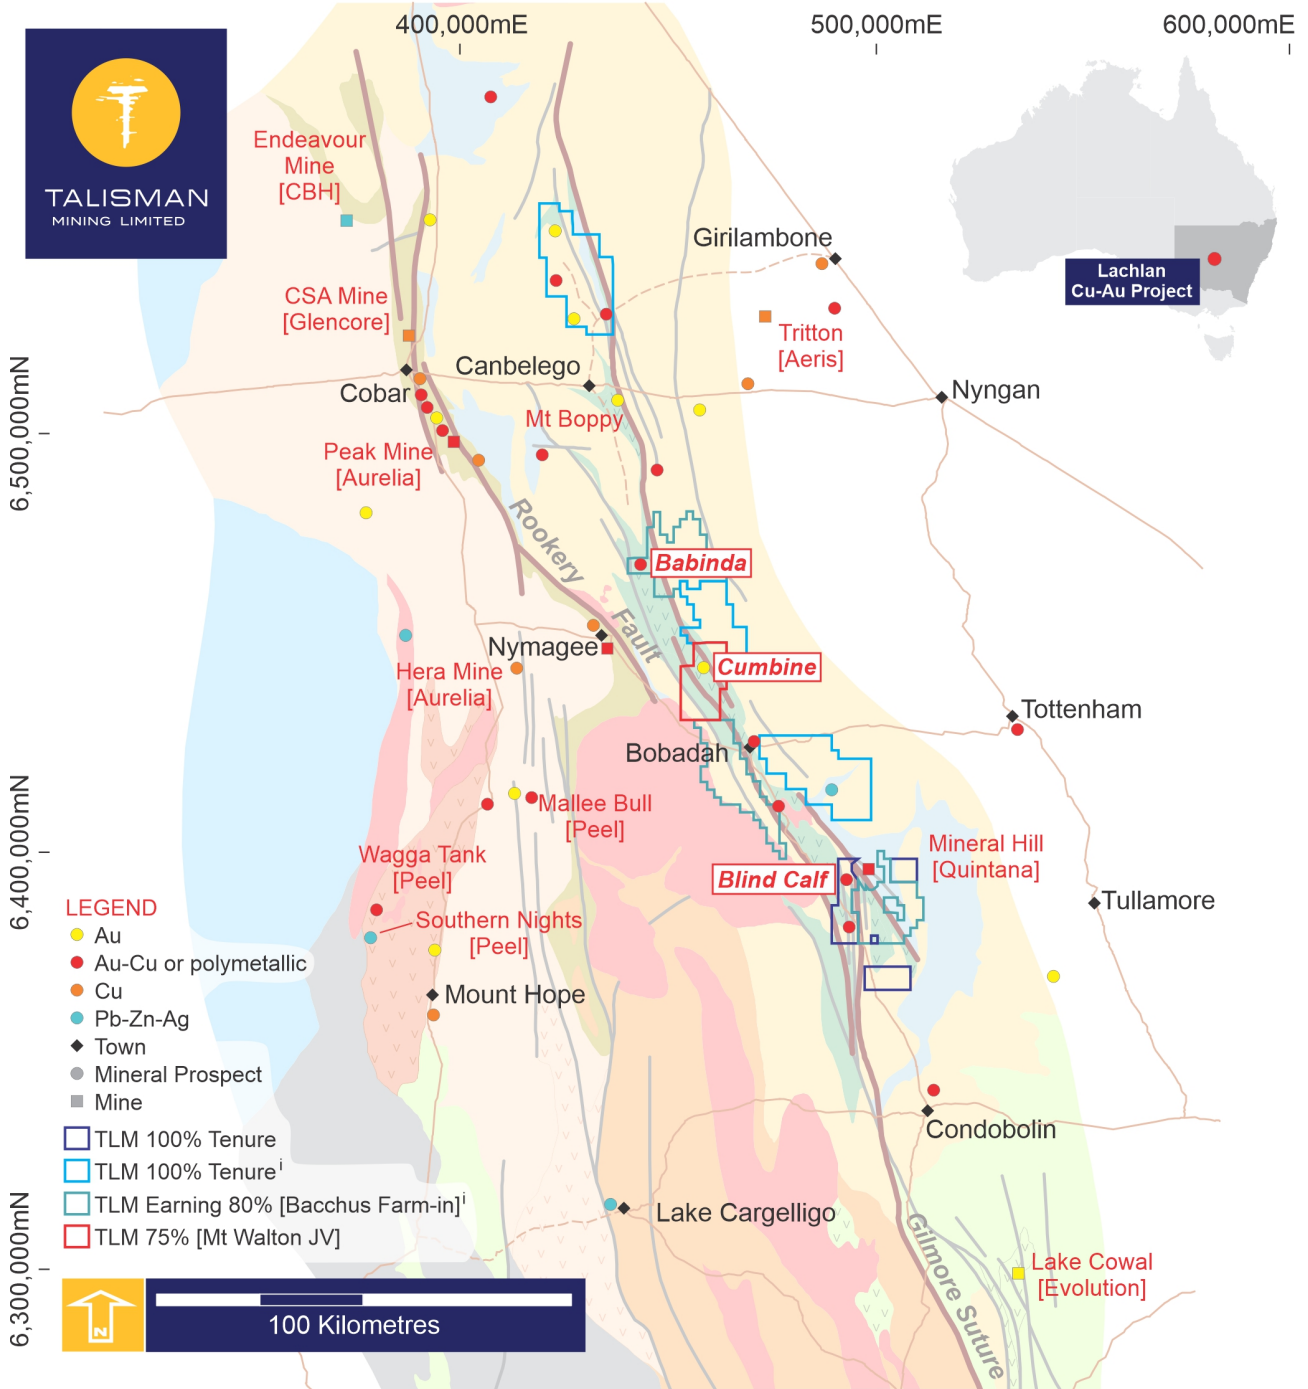 400,000mE
500,000mE
600,000mE
TALISMAN
MINING LIMITED
Endeavour
Mine
[CBH]
Girilambone
Lachlan
Cu-Au Project
CSA Mine
[Glencore]
Tritton
[Aeris]
Canbelego
Cobar
Nyngan
Mt Boppy
6,500,000mN
Peak Mine
[Aurelia]
Rookery
Fault
Babinda
Nymagee
Cumbine
Hera Mine
[Aurelia]
Tottenham
Bobadah
Mallee Bull
[Peel]
6,400,000mN
Mineral Hill
[Quintana]
Wagga Tank
[Peel]
Blind Calf
Tullamore
Southern Nights
[Peel]
Mount Hope
LEGEND
Au
Au-Cu or polymetallic
Cu
Pb-Zn-Ag
Town
Mineral Prospect
Mine
TLM 100% Tenure
TLM 100% Tenure i
TLM Earning 80% [Bacchus Farm-in] i
TLM 75% [Mt Walton JV]
Condobolin
Lake Cargelligo
Gilmore Suture
Lake Cowal
[Evolution]
6,300,000mN
N
100 Kilometres